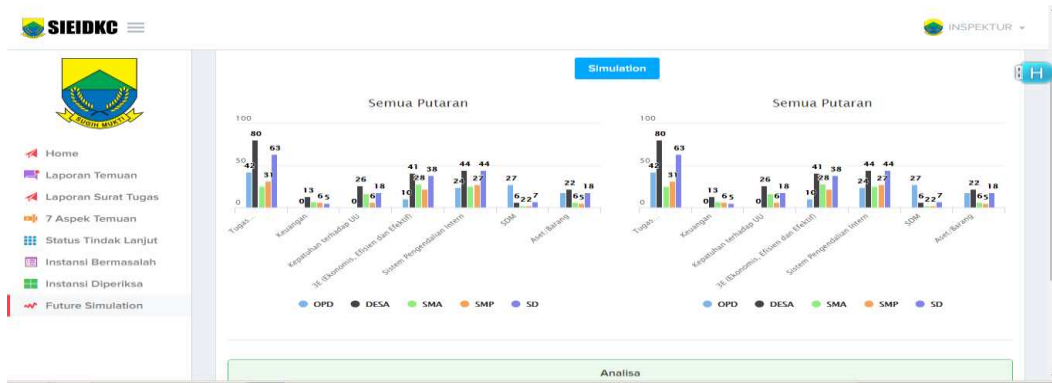 SIEIDKC
INSPEKTUR
SUGIH MUKTI
Home
Laporan Temuan
Laporan Surat Tugas
7 Aspek Temuan
Status Tindak Lanjut
Instansi Bermasalah
Instansi Diperiksa
Future Simulation
Simulation
H
Semua Putaran
100
50
0
42 80 31 63
0 13 6 5
0 26 6 18
10 41 28 38
24 44 27 44
27 6 2 2 7
22 6 5 18
Tugas...
Keuangan
Kepatuhan terhadap UU
3E (Ekonomis, Efisien dan Efektif)
Sistem Pengendalian Intern
SDM
Aset/Barang
OPD DESA SMA SMP SD
Semua Putaran
100
50
0
42 80 31 63
0 13 6 5
0 26 6 18
10 41 28 38
24 44 27 44
27 6 2 2 7
22 6 5 18
Tugas...
Keuangan
Kepatuhan terhadap UU
3E (Ekonomis, Efisien dan Efektif)
Sistem Pengendalian Intern
SDM
Aset/Barang
OPD DESA SMA SMP SD
Analisa